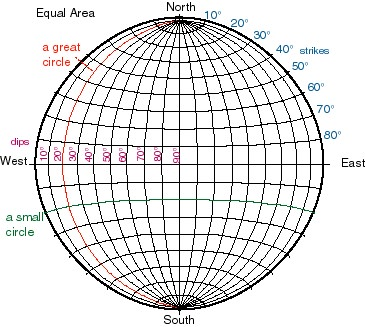 Equal Area
North
10°
20°
30°
40° strikes
50°
60°
70°
80°
a great
circle
dips
10° 20° 30° 40° 50° 60° 70° 80° 90°
West
East
a small
circle
South